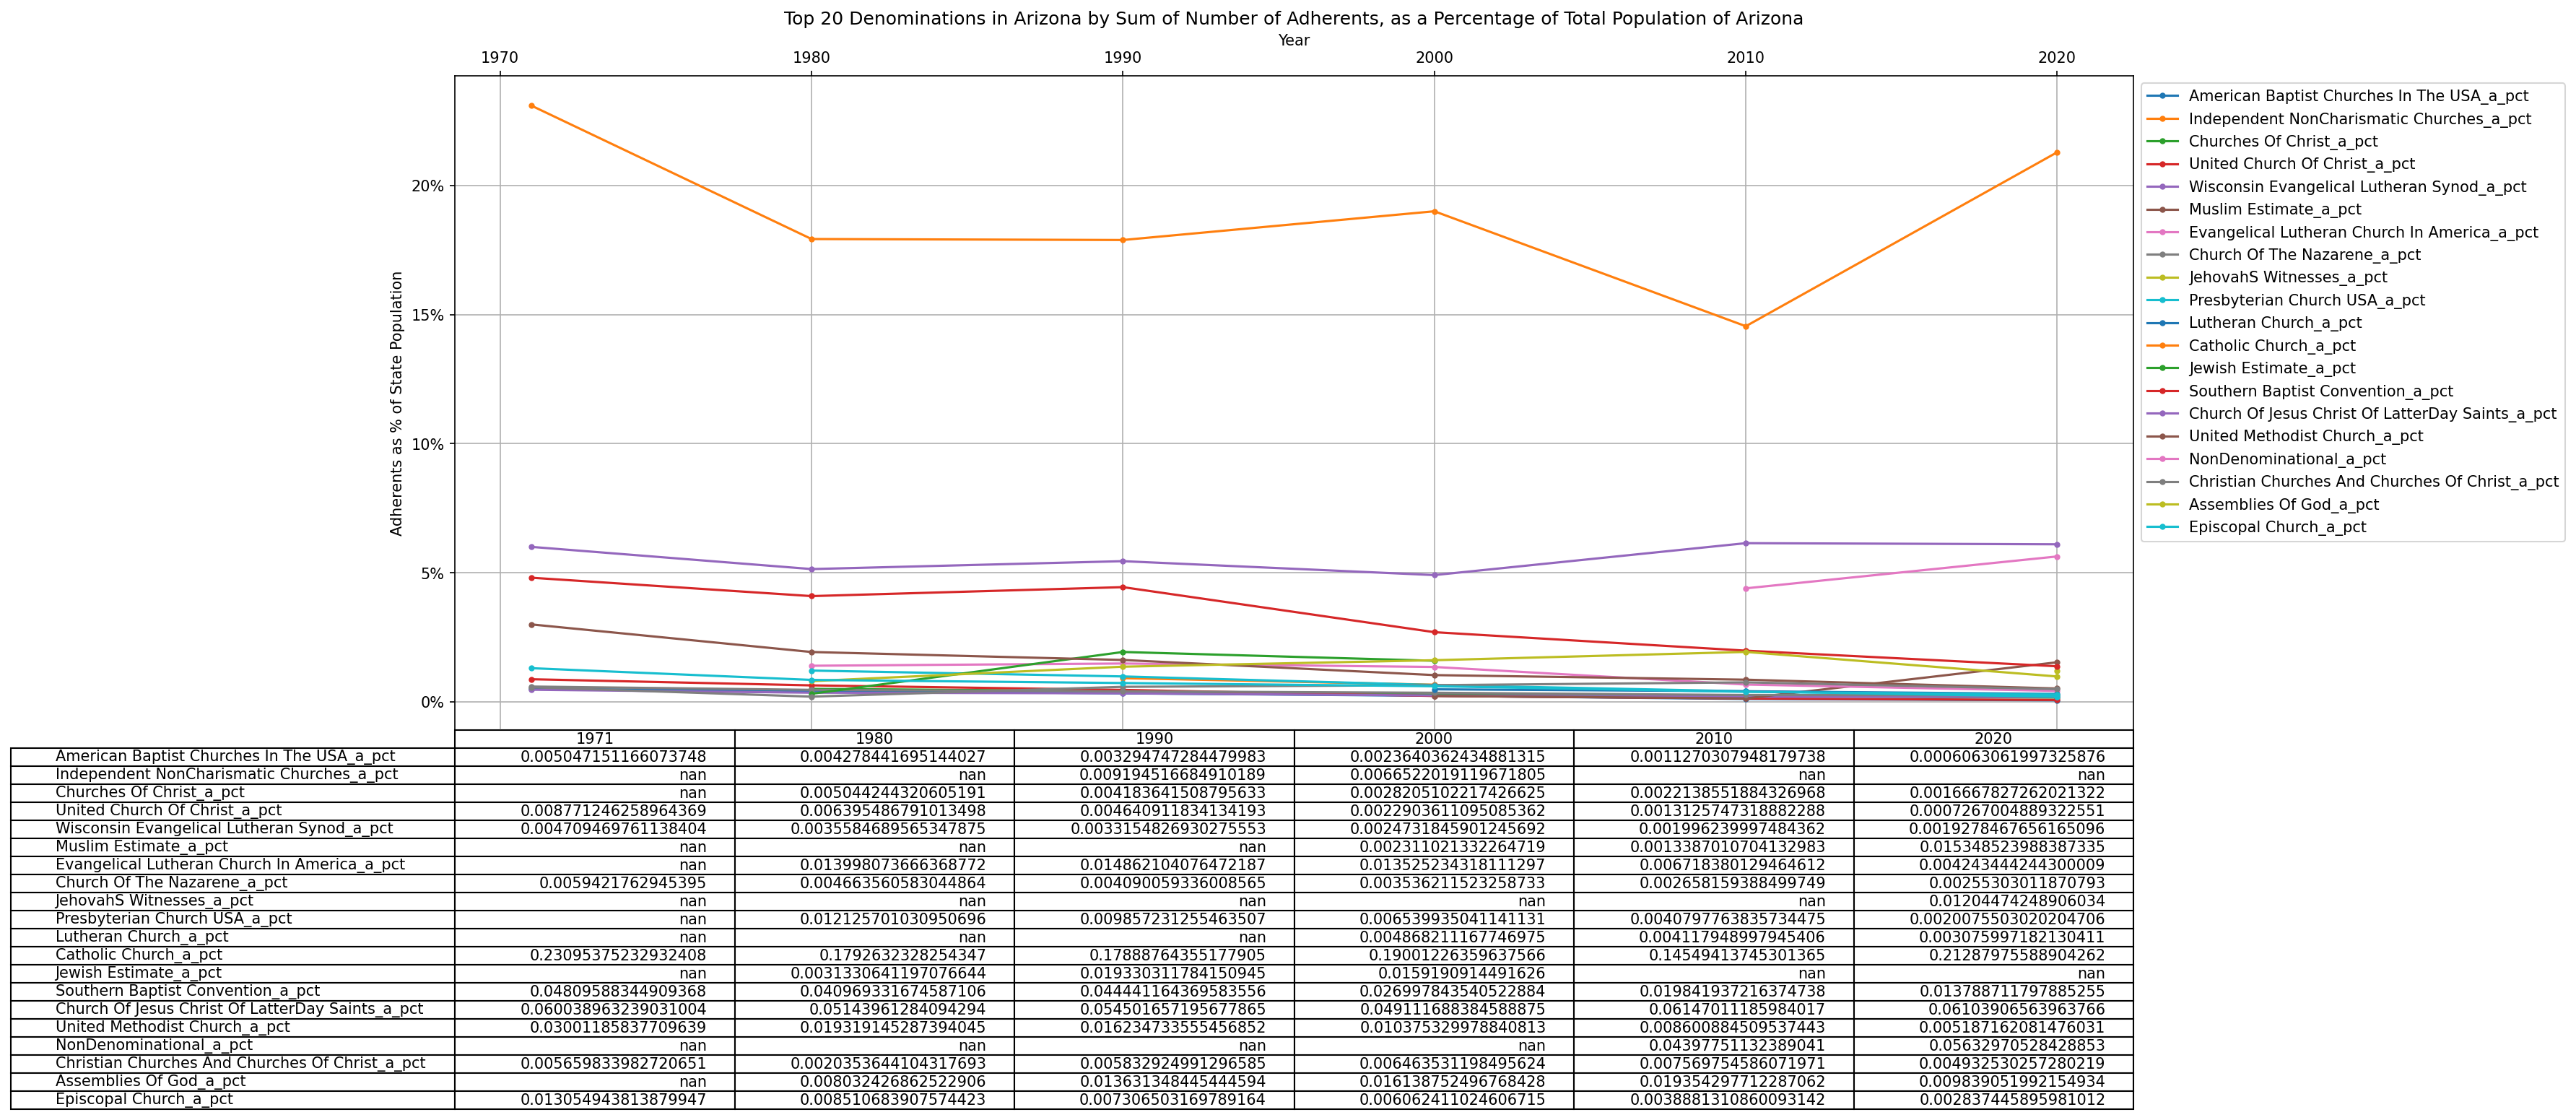 Top 20 Denominations in Arizona by Sum of Number of Adherents, as a Percentage of Total Population of Arizona
Year
1970 1980 1990 2000 2010 2020
Adherents as % of State Population
20%
15%
10%
5%
0%
American Baptist Churches In The USA_a_pct
Independent NonCharismatic Churches_a_pct
Churches Of Christ_a_pct
United Church Of Christ_a_pct
Wisconsin Evangelical Lutheran Synod_a_pct
Muslim Estimate_a_pct
Evangelical Lutheran Church In America_a_pct
Church Of The Nazarene_a_pct
JehovahS Witnesses_a_pct
Presbyterian Church USA_a_pct
Lutheran Church_a_pct
Catholic Church_a_pct
Jewish Estimate_a_pct
Southern Baptist Convention_a_pct
Church Of Jesus Christ Of LatterDay Saints_a_pct
United Methodist Church_a_pct
NonDenominational_a_pct
Christian Churches And Churches Of Christ_a_pct
Assemblies Of God_a_pct
Episcopal Church_a_pct
1971 1980 1990 2000 2010 2020
American Baptist Churches In The USA_a_pct 0.005047151166073748 0.004278441695144027 0.003294747284479983 0.0023640362434881315 0.0011270307948179738 0.0006063061997325876
Independent NonCharismatic Churches_a_pct nan nan 0.009194516684910189 0.0066522019119671805 nan nan
Churches Of Christ_a_pct nan 0.005044244320605191 0.004183641508795633 0.0028205102217426625 0.0022138551884326968 0.0016667827262021322
United Church Of Christ_a_pct 0.008771246258964369 0.006395486791013498 0.004640911834134193 0.0022903611095085362 0.0013125747318882288 0.0007267004889322551
Wisconsin Evangelical Lutheran Synod_a_pct 0.004709469761138404 0.0035584689565347875 0.0033154826930275553 0.0024731845901245692 0.001996239997484362 0.0019278467656165096
Muslim Estimate_a_pct nan nan nan 0.002311021332264719 0.0013387010704132983 0.015348523988387335
Evangelical Lutheran Church In America_a_pct nan 0.013998073666368772 0.014862104076472187 0.013525234318111297 0.006718380129464612 0.004243444244300009
Church Of The Nazarene_a_pct 0.0059421762945395 0.004663560583044864 0.004090059336008565 0.003536211523258733 0.002658159388499749 0.00255303011870793
JehovahS Witnesses_a_pct nan nan nan nan nan 0.01204474248906034
Presbyterian Church USA_a_pct nan 0.012125701030950696 0.009857231255463507 0.006539935041141131 0.0040797763835734475 0.0020075503020204706
Lutheran Church_a_pct nan nan nan 0.004868211167746975 0.004117948997945406 0.003075997182130411
Catholic Church_a_pct 0.23095375232932408 0.1792632328254347 0.17888764355177905 0.19001226359637566 0.14549413745301365 0.21287975588904262
Jewish Estimate_a_pct nan 0.0031330641197076644 0.019330311784150945 0.01591910914491626 nan nan
Southern Baptist Convention_a_pct 0.04809588344909368 0.040969331674587106 0.044441164369583556 0.026997843540522884 0.019841937216374738 0.013788711797885255
Church Of Jesus Christ Of LatterDay Saints_a_pct 0.060038963239031004 0.05143961284094294 0.054501657195677865 0.049111688384588875 0.06147011185984017 0.06103906563963766
United Methodist Church_a_pct 0.03001185837709639 0.019319145287394045 0.016234733555456852 0.010375329978840813 0.008600884509537443 0.005187162081476031
NonDenominational_a_pct nan nan nan nan 0.04397751132389041 0.05632970528428853
Christian Churches And Churches Of Christ_a_pct 0.005659833982720651 0.0020353644104317693 0.005832924991296585 0.006463531198495624 0.007569754586071971 0.004932530257280219
Assemblies Of God_a_pct nan 0.008032426862522906 0.013631348445444594 0.016138752496768428 0.019354297712287062 0.009839051992154934
Episcopal Church_a_pct 0.013054943813879947 0.008510683907574423 0.007306503169789164 0.006062411024606715 0.0038881310860093142 0.002837445895981012